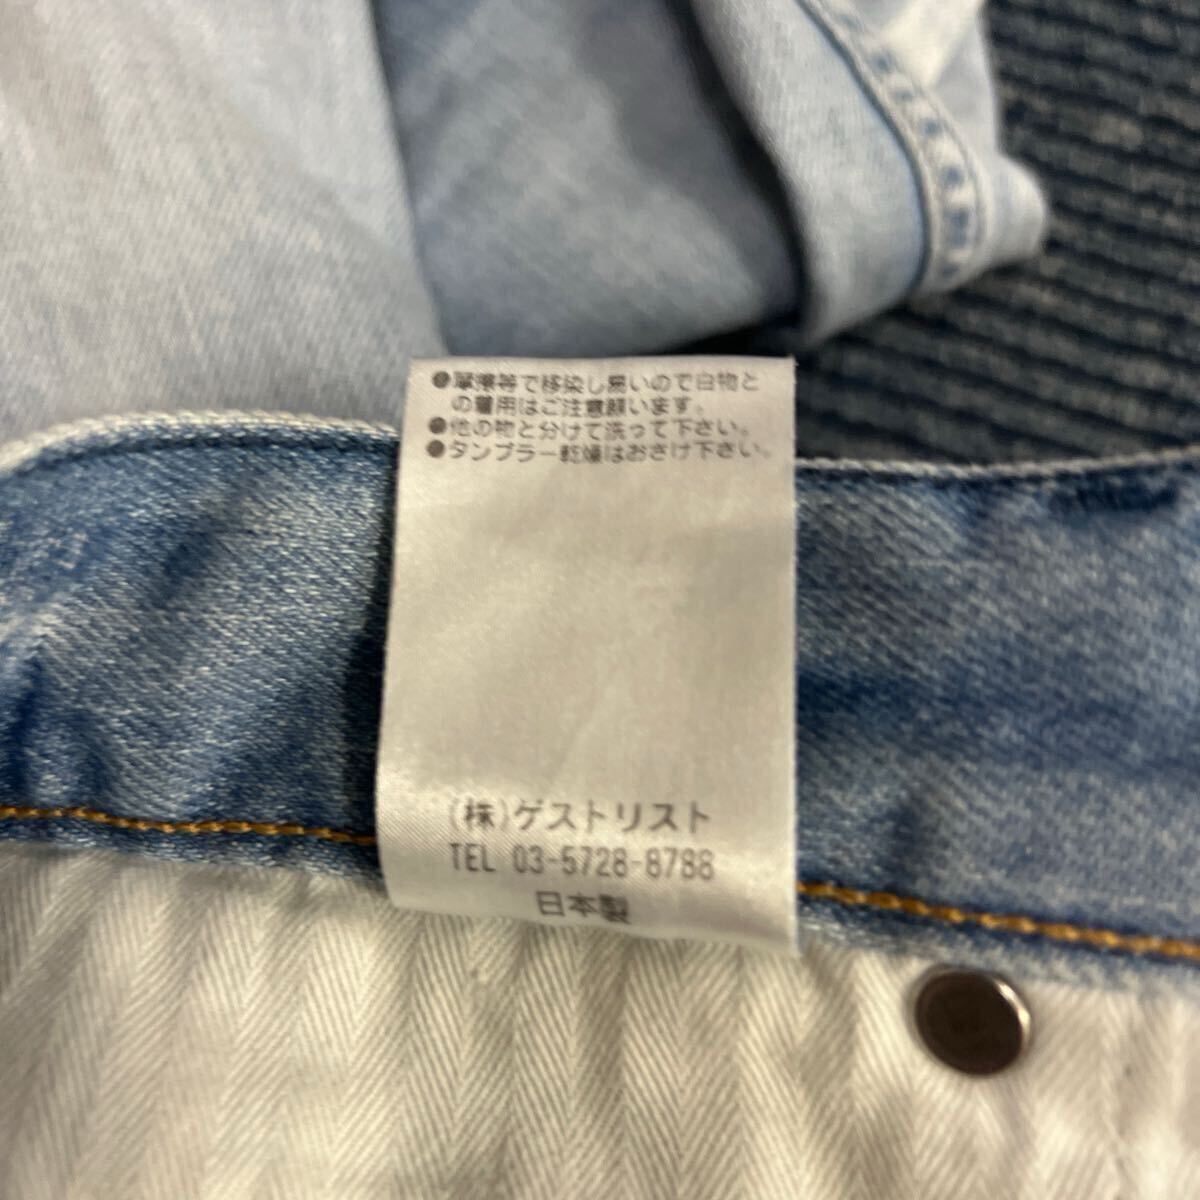 ●摩擦等で移染し易いので白物と
の着用はご注意願います。
●他の物と分けて洗って下さい。
●タンブラー乾燥はおさけ下さい。
(株)ゲストリスト
TEL 03-5728-8788
日本製